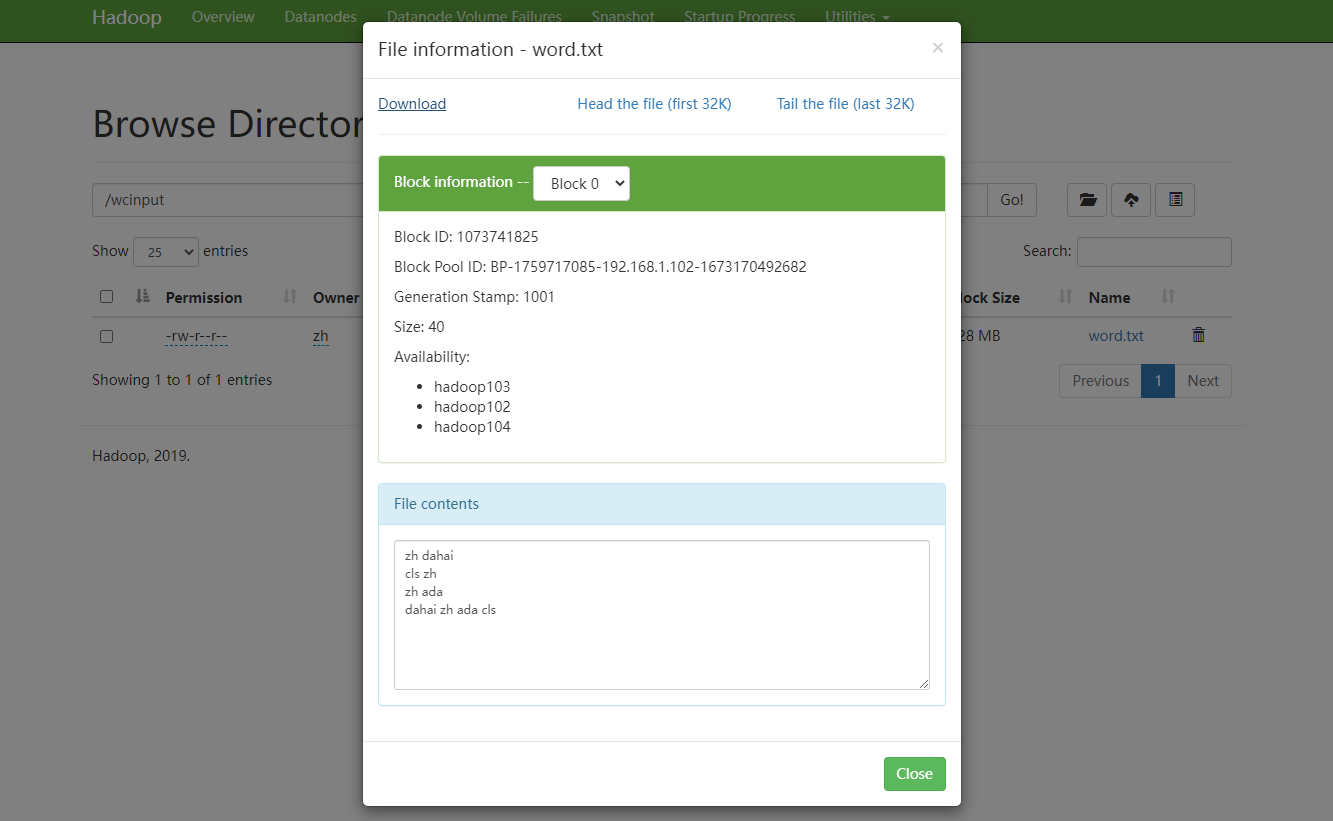 Hadoop Overview Datanodes Datanode Volume Failures Snapshot Startup Progress Utilities
File information - word.txt ×
Download Head the file (first 32K) Tail the file (last 32K)
Browse Director
Block information -- Block 0
/wcinput Go!
Block ID: 1073741825
Show 25 entries Search:
Block Pool ID: BP-1759717085-192.168.1.102-1673170492682
Permission Owner lock Size Name
Generation Stamp: 1001
Size: 40
-rw-r--r-- zh 28 MB word.txt
Availability:
Showing 1 to 1 of 1 entries Previous 1 Next
hadoop103
hadoop102
hadoop104
Hadoop, 2019.
File contents
zh dahai
cls zh
zh ada
dahai zh ada cls
Close